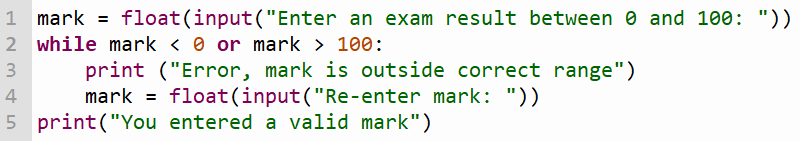 1 mark = float(input("Enter an exam result between 0 and 100: "))
2 while mark < 0 or mark > 100:
3     print ("Error, mark is outside correct range")
4     mark = float(input("Re-enter mark: "))
5 print("You entered a valid mark")